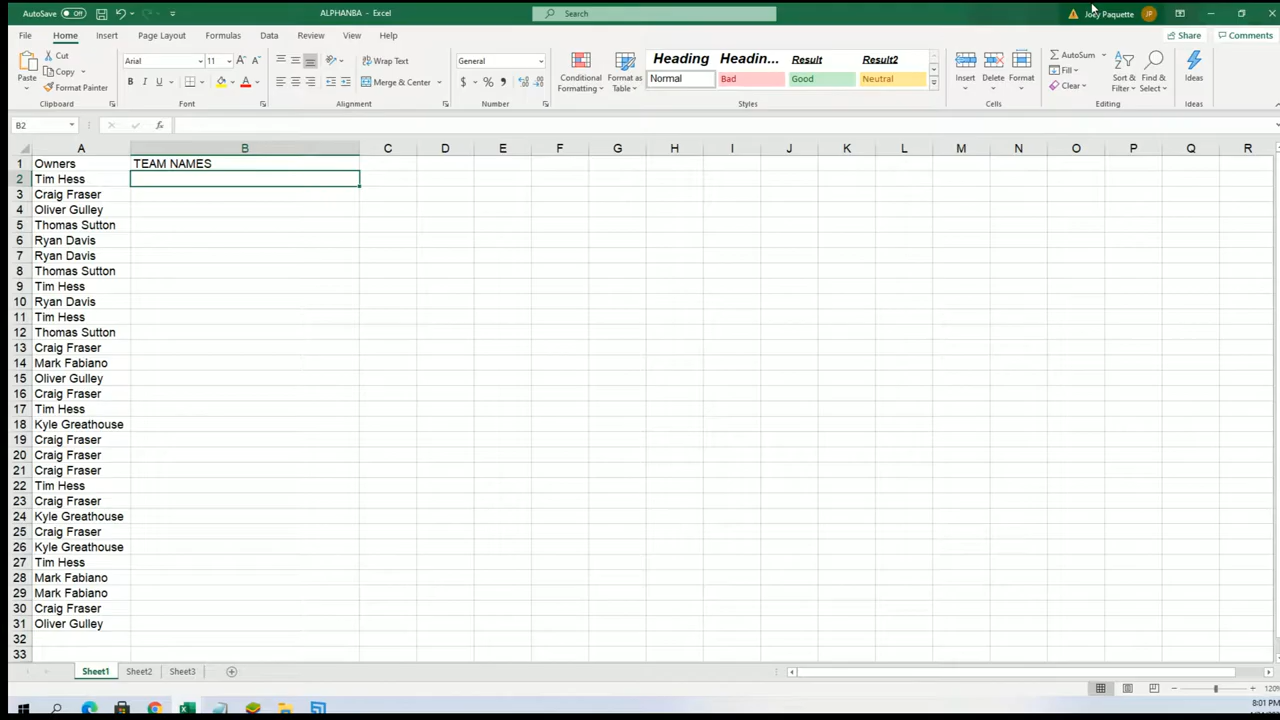 AutoSave Off ALPHANBA - Excel Search Joey Paquette JP
File Home Insert Page Layout Formulas Data Review View Help Share Comments
Paste Cut Copy Format Painter Clipboard
Arial 11 A A B I U A Font
Wrap Text Merge & Center Alignment
General $ % Number
Conditional Formatting Format as Table
Heading Headin... Result Result2
Normal Bad Good Neutral
Styles
Insert Delete Format Cells
AutoSum Fill Clear Sort & Filter Find & Select Editing
Ideas Ideas
B2 fx
A B C D E F G H I J K L M N O P Q R
1 Owners TEAM NAMES
2 Tim Hess
3 Craig Fraser
4 Oliver Gulley
5 Thomas Sutton
6 Ryan Davis
7 Ryan Davis
8 Thomas Sutton
9 Tim Hess
10 Ryan Davis
11 Tim Hess
12 Thomas Sutton
13 Craig Fraser
14 Mark Fabiano
15 Oliver Gulley
16 Craig Fraser
17 Tim Hess
18 Kyle Greathouse
19 Craig Fraser
20 Craig Fraser
21 Craig Fraser
22 Tim Hess
23 Craig Fraser
24 Kyle Greathouse
25 Craig Fraser
26 Kyle Greathouse
27 Tim Hess
28 Mark Fabiano
29 Mark Fabiano
30 Craig Fraser
31 Oliver Gulley
32
33
Sheet1 Sheet2 Sheet3
120%
8:01 PM